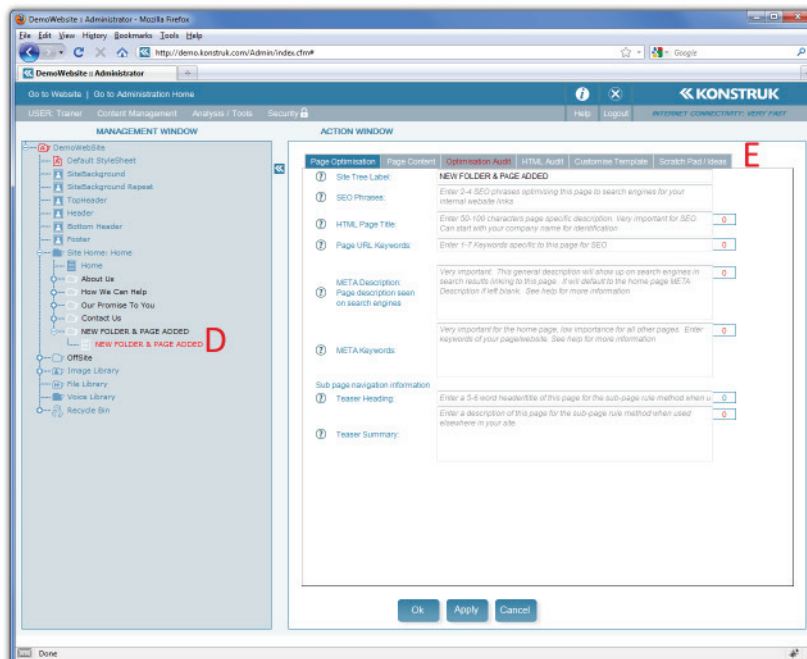 DemoWebsite :: Administrator - Mozilla Firefox
File Edit View History Bookmarks Tools Help
http://demo.konstruk.com/Admin/index.cfm#
Google
DemoWebsite :: Administrator
Go to Website | Go to Administration Home
KONSTRUK
USER: Trainer Content Management Analysis / Tools Security
Help Logout INTERNET CONNECTIVITY: VERY FAST
MANAGEMENT WINDOW
DemoWebSite
Default StyleSheet
SiteBackground
SiteBackground Repeat
TopHeader
Header
Bottom Header
Footer
Site Home: Home
Home
About Us
How We Can Help
Our Promise To You
Contact Us
NEW FOLDER & PAGE ADDED
NEW FOLDER & PAGE ADDED D
OffSite
Image Library
File Library
Voice Library
Recycle Bin
ACTION WINDOW
Page Optimisation Page Content Optimisation Audit HTML Audit Customise Template Scratch Pad / Ideas E
Site Tree Label: NEW FOLDER & PAGE ADDED
SEO Phrases: Enter 2-4 SEO phrases optimising this page to search engines for your
internal website links
HTML Page Title: Enter 50-100 characters page specific description. Very important for SEO. 0
Can start with your company name for identification
Page URL Keywords: Enter 1-7 Keywords specific to this page for SEO 0
META Description:
Page description seen
on search engines
Very important. This general description will show up on search engines in 0
search results linking to this page. If will default to the home page META
Description if left blank. See help for more information
META Keywords:
Very important for the home page, low importance for all other pages. Enter 0
keywords of your page/website. See help for more information
Sub page navigation information
Teaser Heading: Enter a 5-6 word header/title of this page for the sub-page rule method when u 0
Teaser Summary:
Enter a description of this page for the sub-page rule method when used 0
elsewhere in your site
Ok Apply Cancel
Done